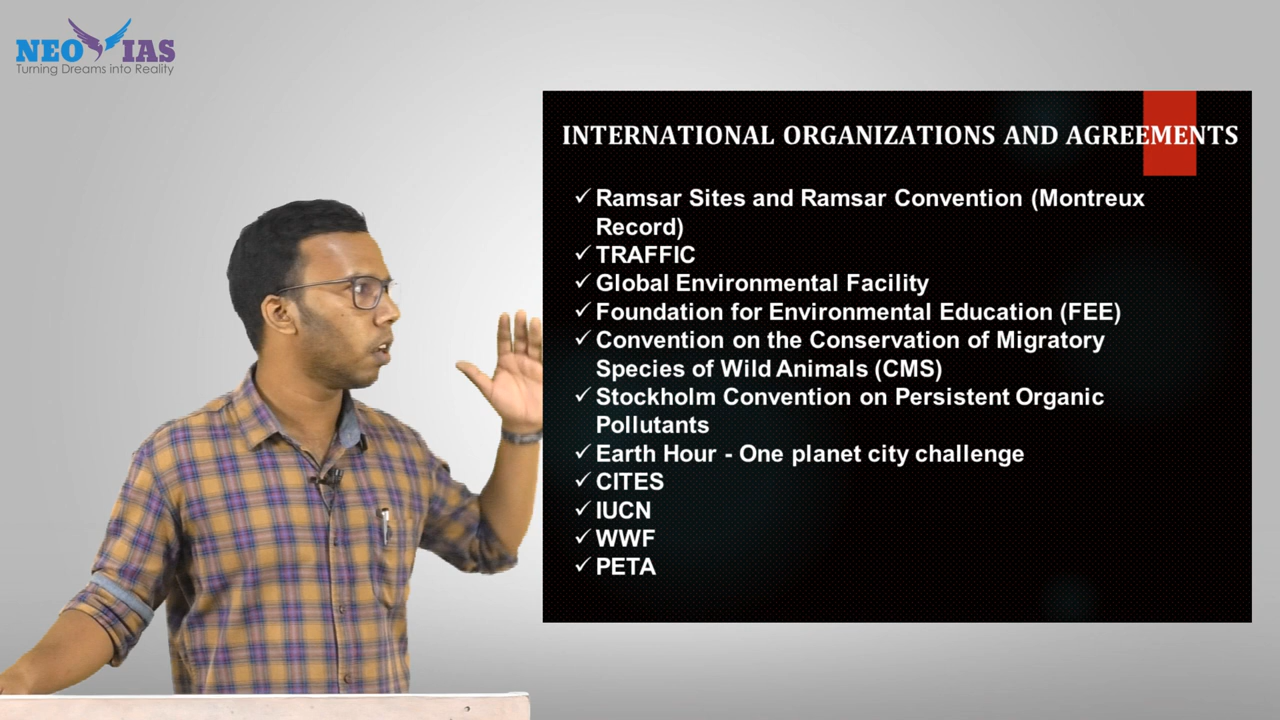 NEO IAS
Turning Dreams into Reality
INTERNATIONAL ORGANIZATIONS AND AGREEMENTS
✓ Ramsar Sites and Ramsar Convention (Montreux
Record)
✓ TRAFFIC
✓ Global Environmental Facility
✓ Foundation for Environmental Education (FEE)
✓ Convention on the Conservation of Migratory
Species of Wild Animals (CMS)
✓ Stockholm Convention on Persistent Organic
Pollutants
✓ Earth Hour - One planet city challenge
✓ CITES
✓ IUCN
✓ WWF
✓ PETA